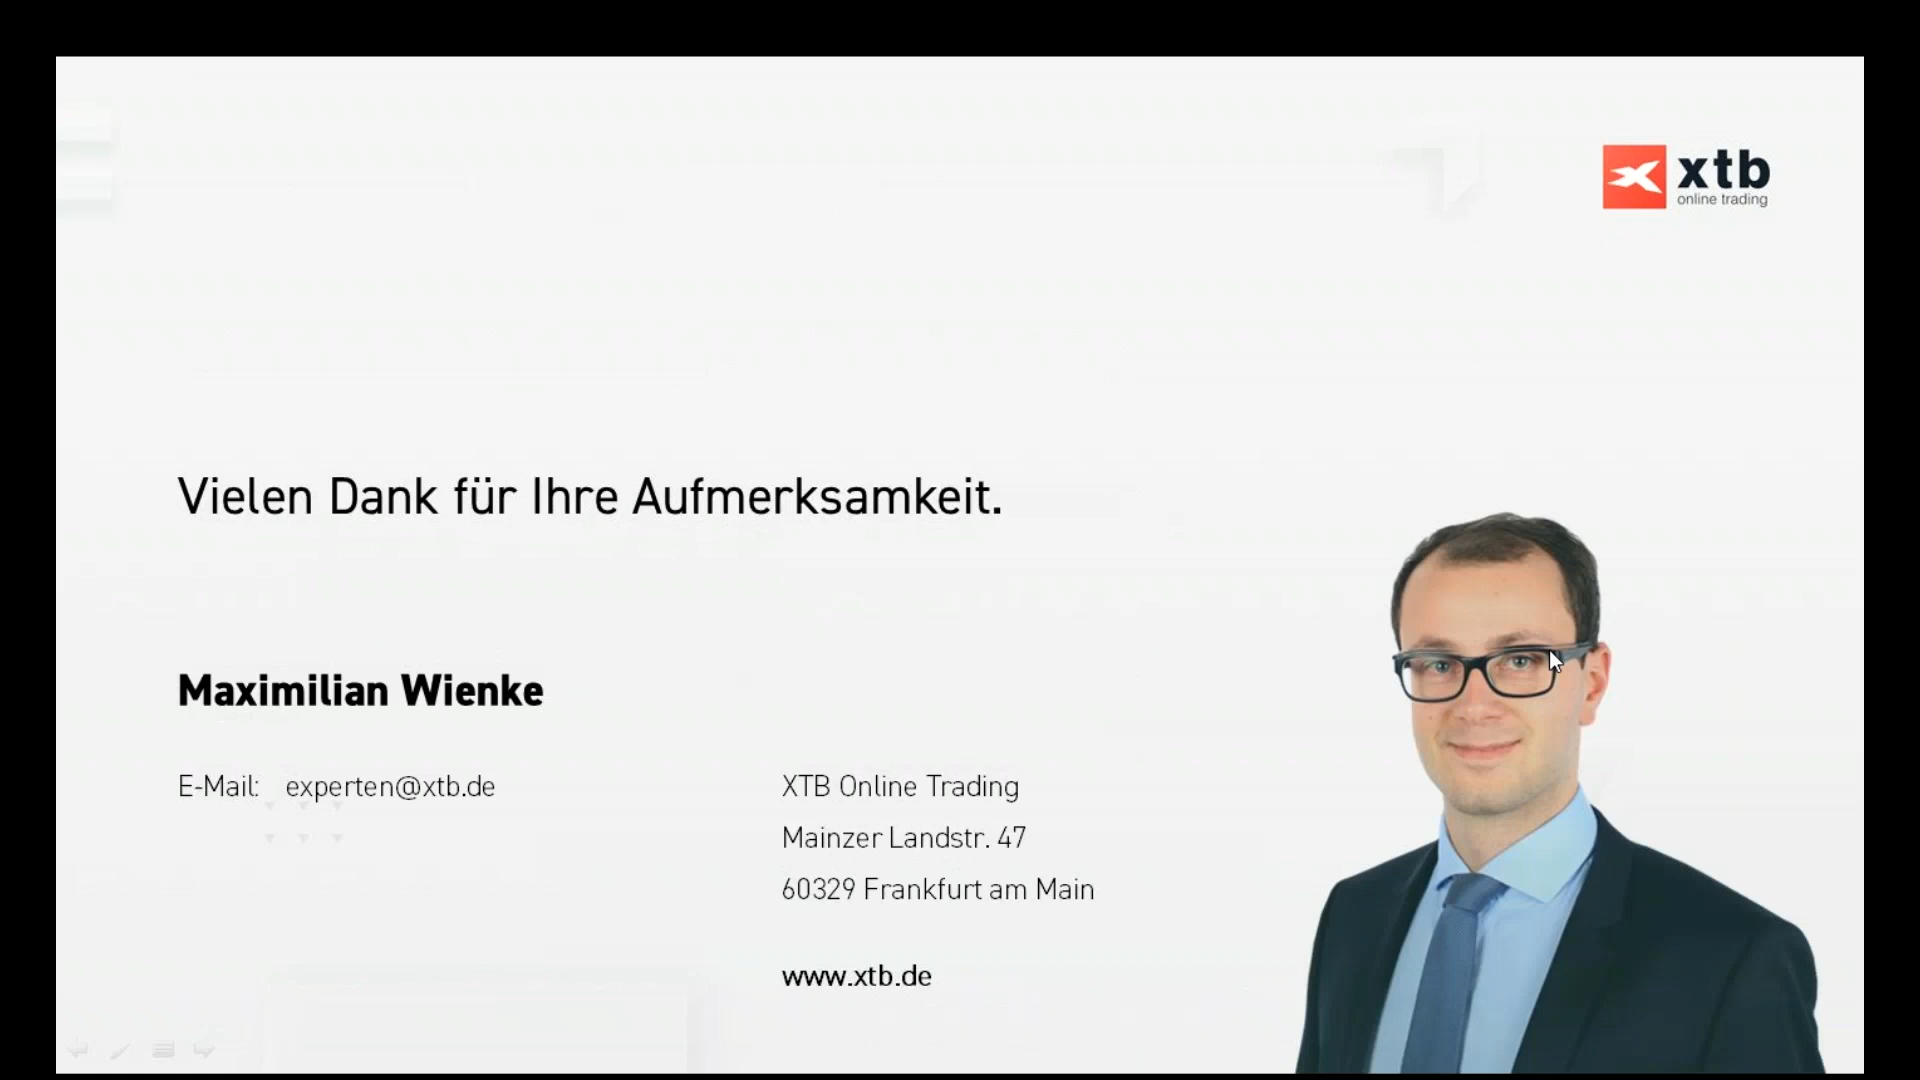 xtb
online trading
Vielen Dank für Ihre Aufmerksamkeit.
Maximilian Wienke
E-Mail: experten@xtb.de
XTB Online Trading
Mainzer Landstr. 47
60329 Frankfurt am Main
www.xtb.de